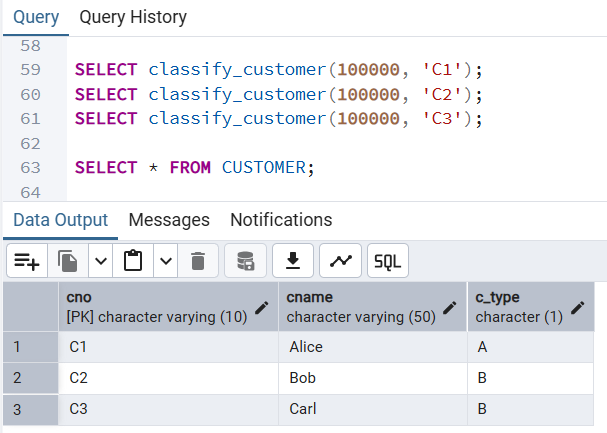 Query Query History
58
59 SELECT classify_customer(100000, 'C1');
60 SELECT classify_customer(100000, 'C2');
61 SELECT classify_customer(100000, 'C3');
62
63 SELECT * FROM CUSTOMER;
64
Data Output Messages Notifications
SQL
cno cname c_type
[PK] character varying (10) character varying (50) character (1)
1 C1 Alice A
2 C2 Bob B
3 C3 Carl B